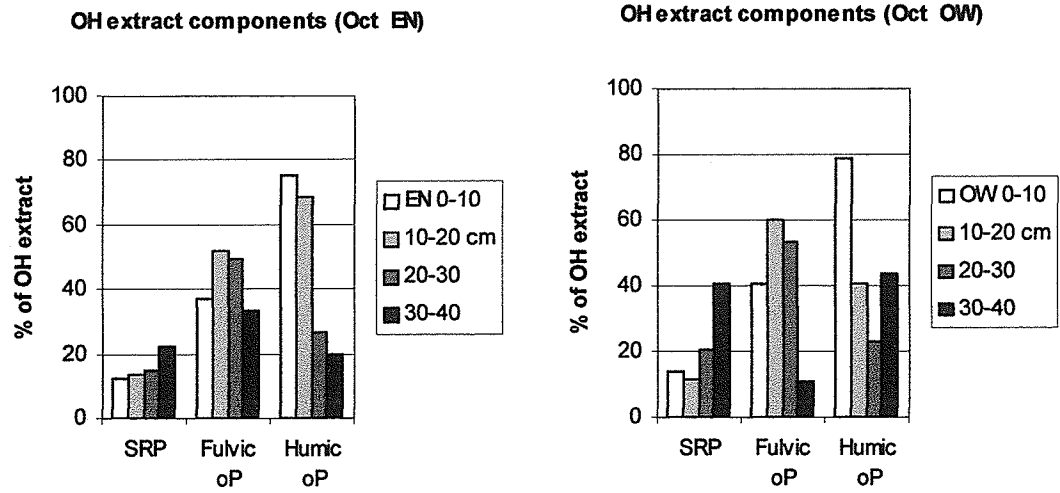 OH extract components (Oct EN)
100
80
60
40
20
0
% of OH extract
SRP
Fulvic
oP
Humic
oP
EN 0-10
10-20 cm
20-30
30-40
OH extract components (Oct OW)
100
80
60
40
20
0
% of OH extract
SRP
Fulvic
oP
Humic
oP
OW 0-10
10-20 cm
20-30
30-40